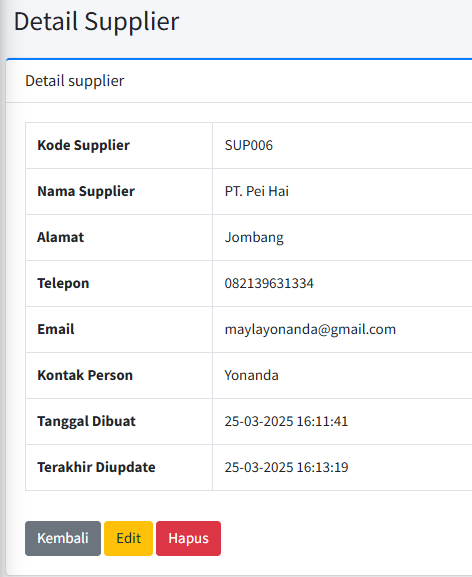 Detail Supplier
Detail supplier
Kode Supplier SUP006
Nama Supplier PT. Pei Hai
Alamat Jombang
Telepon 082139631334
Email maylayonanda@gmail.com
Kontak Person Yonanda
Tanggal Dibuat 25-03-2025 16:11:41
Terakhir Diupdate 25-03-2025 16:13:19
Kembali Edit Hapus